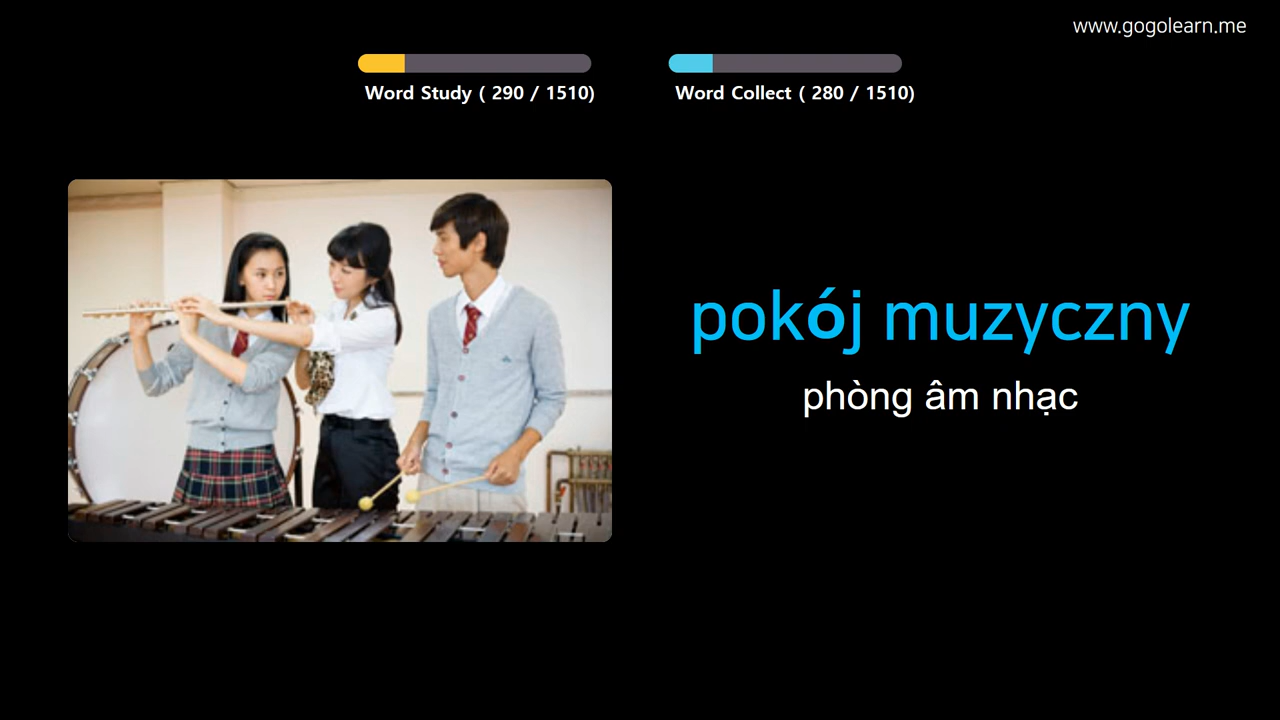 www.gogolearn.me
Word Study ( 290 / 1510)
Word Collect ( 280 / 1510)
pokój muzyczny
phòng âm nhạc